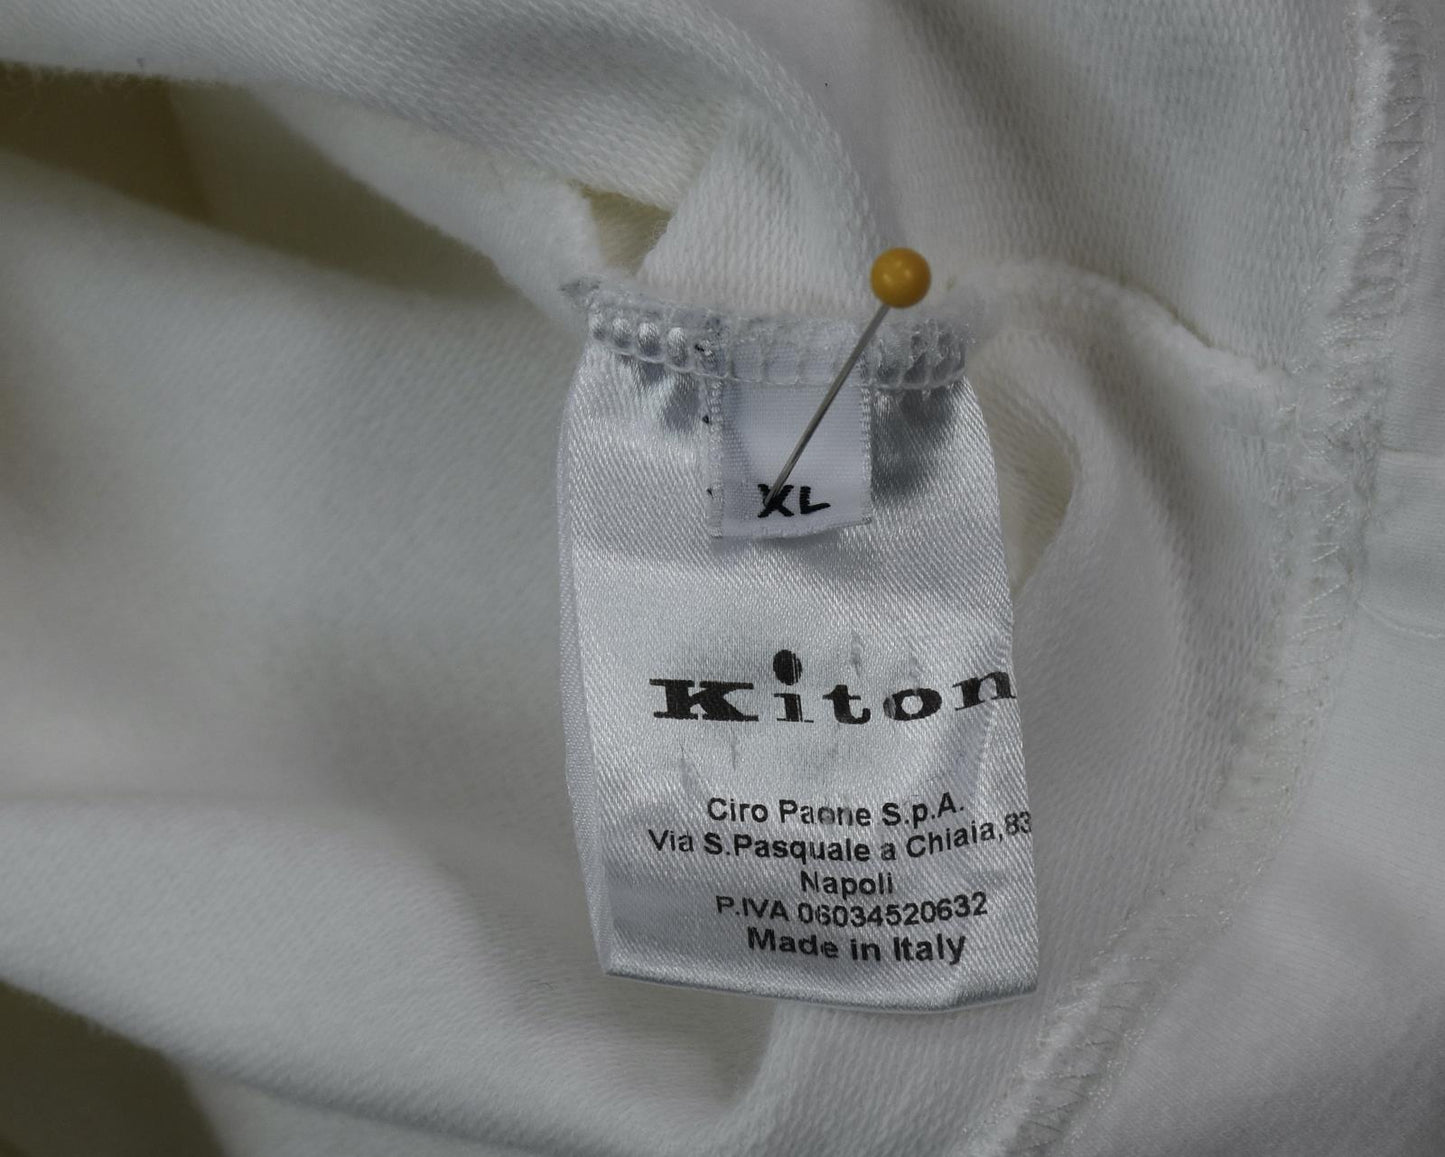 XL
Kiton
Ciro Paone S.p.A.
Via S.Pasquale a Chiaia,83
Napoli
P.IVA 06034520632
Made in Italy